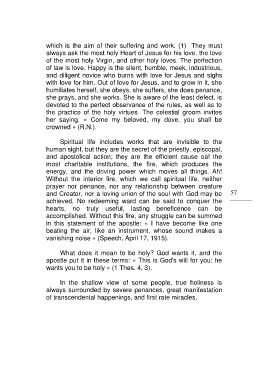 which is the aim of their suffering and work. (1) They must
always ask the most holy Heart of Jesus for his love, the love
of the most holy Virgin, and other holy loves. The perfection
of law is love. Happy is the silent, humble, meek, industrious,
and diligent novice who burns with love for Jesus and sighs
with love for him. Out of love for Jesus, and to grow in it, she
humiliates herself, she obeys, she suffers, she does penance,
she prays, and she works. She is aware of the least defect, is
devoted to the perfect observance of the rules, as well as to
the practice of the holy virtues. The celestial groom invites
her saying, « Come my beloved, my dove, you shall be
crowned » (R.N.).
Spiritual life includes works that are invisible to the
human sight, but they are the secret of the priestly, episcopal,
and apostolical action; they are the efficient cause oaf the
most charitable institutions, the fire, which produces the
energy, and the driving power which moves all things. Ah!
Without the interior fire, which we call spiritual life, neither
prayer nor penance, nor any relationship between creature
and Creator, nor a loving union of the soul with God may be
achieved. No redeeming ward can be said to conquer the
hearts, no truly useful, lasting beneficence can be
accomplished. Without this fire, any struggle can be summed
in this statement of the apostle: « I have become like one
beating the air, like an instrument, whose sound makes a
vanishing noise » (Speech, April 17, 1915).
What does it mean to be holy? God wants it, and the
apostle put it in these terms: « This is God's will for you: he
wants you to be holy » (1 Thes. 4, 3).
In the shallow view of some people, true holiness is
always surrounded by severe penances, great manifestation
of transcendental happenings, and first rate miracles,
57